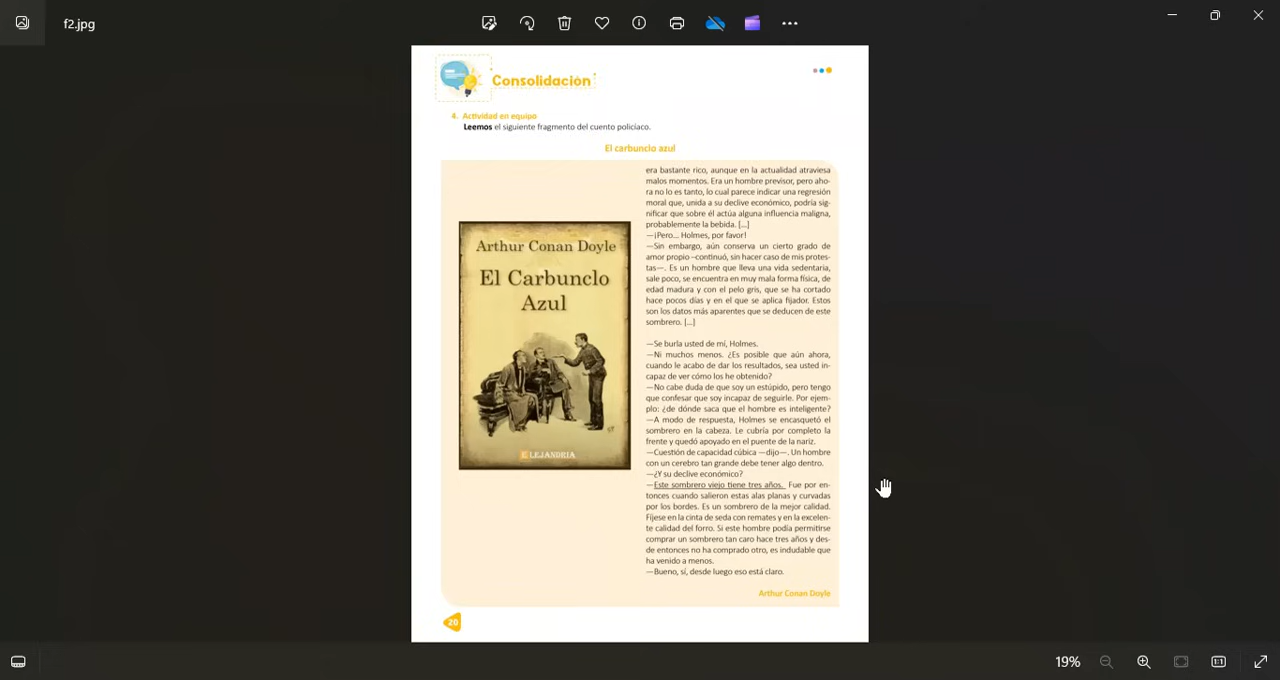 f2.jpg
Consolidación
4. Actividad en equipo
Leemos el siguiente fragmento del cuento policíaco.
El carbunclo azul
Arthur Conan Doyle
El Carbunclo
Azul
LEJANDRIA
era bastante rico, aunque en la actualidad atraviesa
malos momentos. Era un hombre previsor, pero aho-
ra no lo es tanto, lo cual parece indicar una regresión
moral que, unida a su declive económico, podría sig-
nificar que sobre él actúa alguna influencia maligna,
probablemente la bebida. [...]
—¡Pero... Holmes, por favor!
—Sin embargo, aún conserva un cierto grado de
amor propio –continuó, sin hacer caso de mis protes-
tas—. Es un hombre que lleva una vida sedentaria,
sale poco, se encuentra en muy mala forma física, de
edad madura y con el pelo gris, que se ha cortado
hace pocos días y en el que se aplica fijador. Estos
son los datos más aparentes que se deducen de este
sombrero. [...]
—Se burla usted de mí, Holmes.
—Ni muchos menos. ¿Es posible que aún ahora,
cuando le acabo de dar los resultados, sea usted in-
capaz de ver cómo los he obtenido?
—No cabe duda de que soy un estúpido, pero tengo
que confesar que soy incapaz de seguirle. Por ejem-
plo: ¿de dónde saca que el hombre es inteligente?
—A modo de respuesta, Holmes se encasquetó el
sombrero en la cabeza. Le cubría por completo la
frente y quedó apoyado en el puente de la nariz.
—Cuestión de capacidad cúbica —dijo—. Un hombre
con un cerebro tan grande debe tener algo dentro.
—¿Y su declive económico?
—Este sombrero viejo tiene tres años. Fue por en-
tonces cuando salieron estas alas planas y curvadas
por los bordes. Es un sombrero de la mejor calidad.
Fíjese en la cinta de seda con remates y en la excelen-
te calidad del forro. Si este hombre podía permitirse
comprar un sombrero tan caro hace tres años y des-
de entonces no ha comprado otro, es indudable que
ha venido a menos.
—Bueno, sí, desde luego eso está claro.
Arthur Conan Doyle
20
19%
1:1